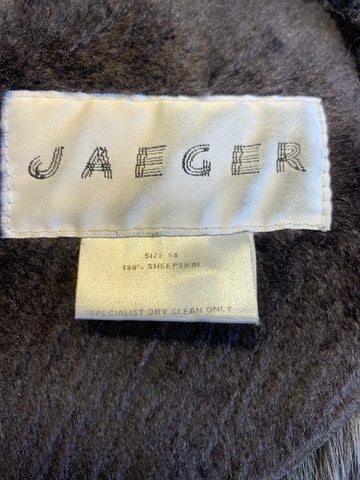 JAEGER
SIZE 14
100% SHEEPSKIN
SPECIALIST DRY CLEAN ONLY